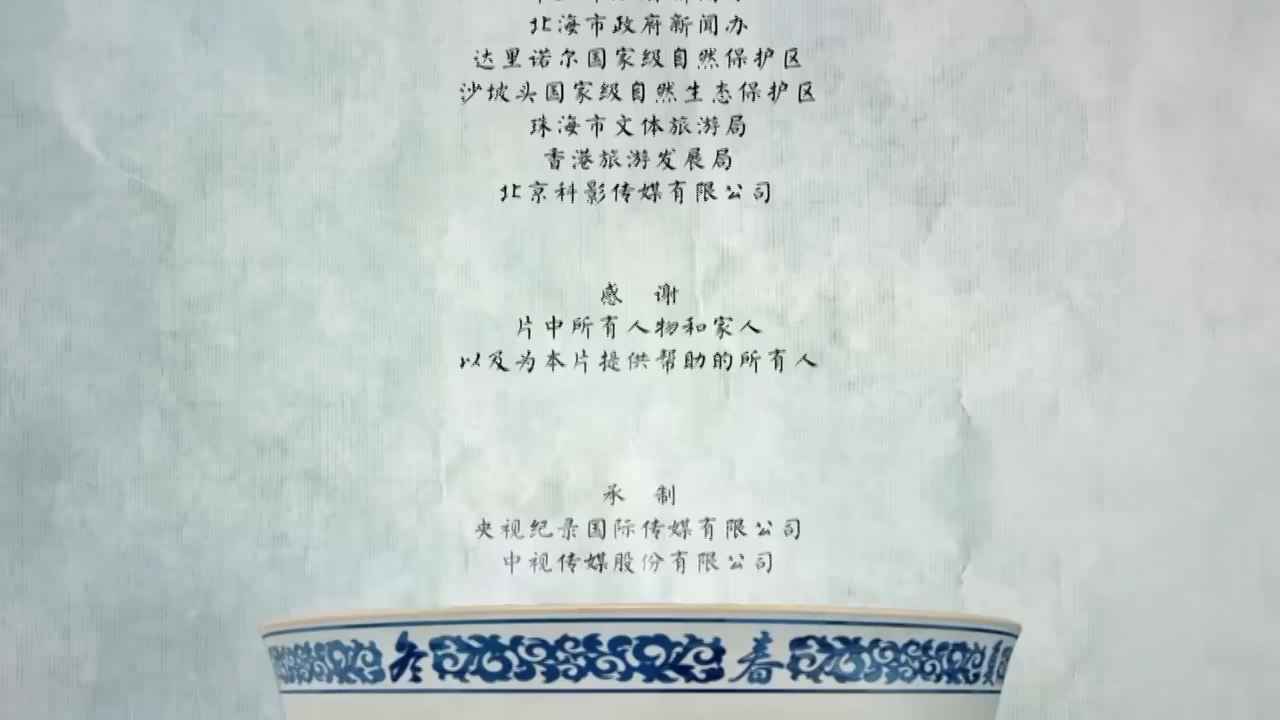 北海市政府新闻办
达里诺尔国家级自然保护区
沙坡头国家级自然生态保护区
珠海市文体旅游局
香港旅游发展局
北京科影传媒有限公司
感 谢
片中所有人物和家人
以及为本片提供帮助的所有人
承 制
央视纪录国际传媒有限公司
中视传媒股份有限公司
冬 春